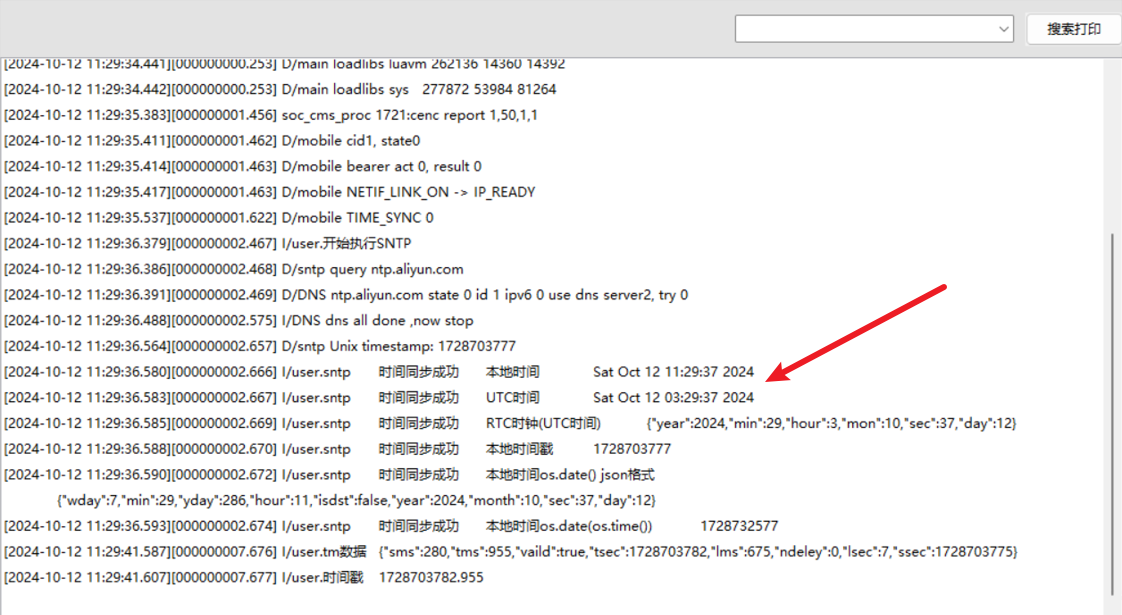 搜索打印
[2024-10-12 11:29:34.441][000000000.253] D/main loadlibs luavm 262136 14360 14392
[2024-10-12 11:29:34.442][000000000.253] D/main loadlibs sys 277872 53984 81264
[2024-10-12 11:29:35.383][000000001.456] soc_cms_proc 1721:cenc report 1,50,1,1
[2024-10-12 11:29:35.411][000000001.462] D/mobile cid1, state0
[2024-10-12 11:29:35.414][000000001.463] D/mobile bearer act 0, result 0
[2024-10-12 11:29:35.417][000000001.463] D/mobile NETIF_LINK_ON -> IP_READY
[2024-10-12 11:29:35.537][000000001.622] D/mobile TIME_SYNC 0
[2024-10-12 11:29:36.379][000000002.467] I/user.开始执行SNTP
[2024-10-12 11:29:36.386][000000002.468] D/sntp query ntp.aliyun.com
[2024-10-12 11:29:36.391][000000002.469] D/DNS ntp.aliyun.com state 0 id 1 ipv6 0 use dns server2, try 0
[2024-10-12 11:29:36.488][000000002.575] I/DNS dns all done ,now stop
[2024-10-12 11:29:36.564][000000002.657] D/sntp Unix timestamp: 1728703777
[2024-10-12 11:29:36.580][000000002.666] I/user.sntp 时间同步成功 本地时间 Sat Oct 12 11:29:37 2024
[2024-10-12 11:29:36.583][000000002.667] I/user.sntp 时间同步成功 UTC时间 Sat Oct 12 03:29:37 2024
[2024-10-12 11:29:36.585][000000002.669] I/user.sntp 时间同步成功 RTC时钟(UTC时间) {"year":2024,"min":29,"hour":3,"mon":10,"sec":37,"day":12}
[2024-10-12 11:29:36.588][000000002.670] I/user.sntp 时间同步成功 本地时间戳 1728703777
[2024-10-12 11:29:36.590][000000002.672] I/user.sntp 时间同步成功 本地时间os.date() json格式
{"wday":7,"min":29,"yday":286,"hour":11,"isdst":false,"year":2024,"month":10,"sec":37,"day":12}
[2024-10-12 11:29:36.593][000000002.674] I/user.sntp 时间同步成功 本地时间os.date(os.time()) 1728732577
[2024-10-12 11:29:41.587][000000007.676] I/user.tm数据 {"sms":280,"tms":955,"vaild":true,"tsec":1728703782,"lms":675,"ndeley":0,"lsec":7,"ssec":1728703775}
[2024-10-12 11:29:41.607][000000007.677] I/user.时间戳 1728703782.955